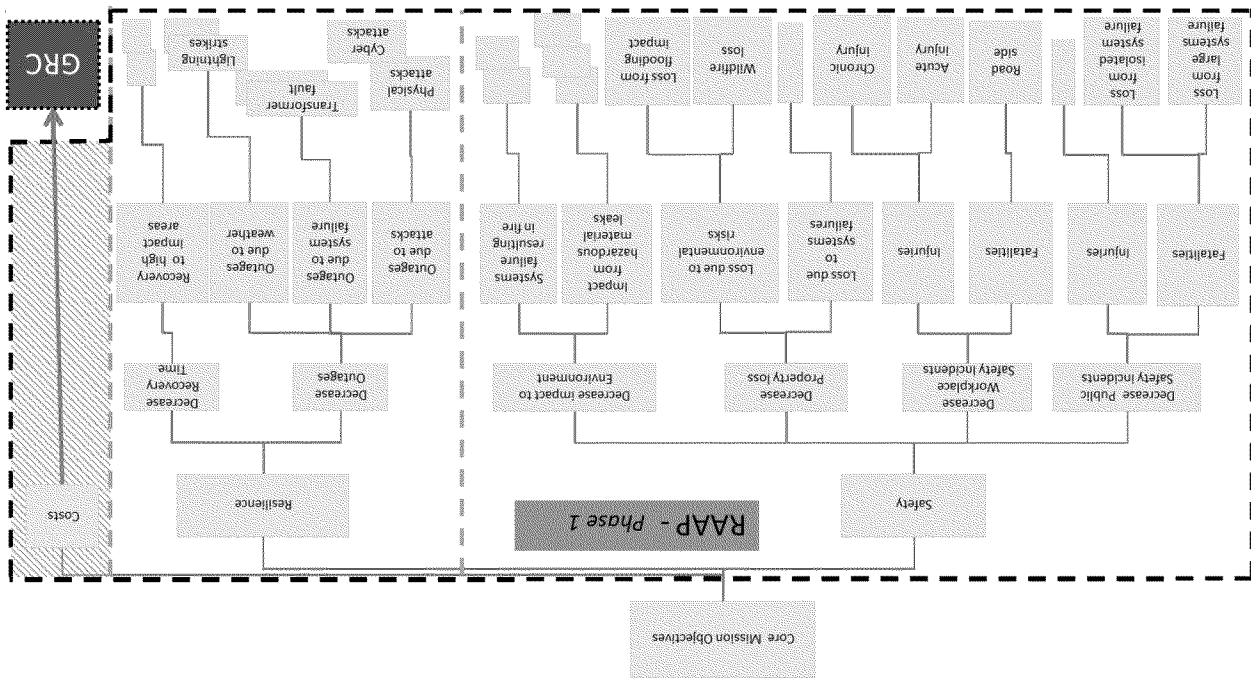 Core Mission Objectives
Safety
RAAP - Phase 1
Resilience
Costs
Decrease Public
Safety Incidents
Decrease
Workplace
Safety Incidents
Decrease
Property loss
Decrease impact to
Environment
Decrease
Outages
Decrease
Recovery
Time
Fatalities
Injuries
Fatalities
Injuries
Loss due
to
systems
failures
Loss due to
environmental
risks
Impact
from
hazardous
material
leaks
Systems
failure
resulting
in fire
Outages
due to
attacks
Outages
due to
system
failure
Outages
due to
weather
Recovery
to high
Impact
areas
Loss
from
large systems
failure
Loss
from
isolated system
failure
Road
side
Acute
injury
Chronic
injury
Wildfire
loss
Loss from
flooding
impact
Physical
attacks
Cyber
attacks
Transformer
fault
Lightning
strikes
GRC